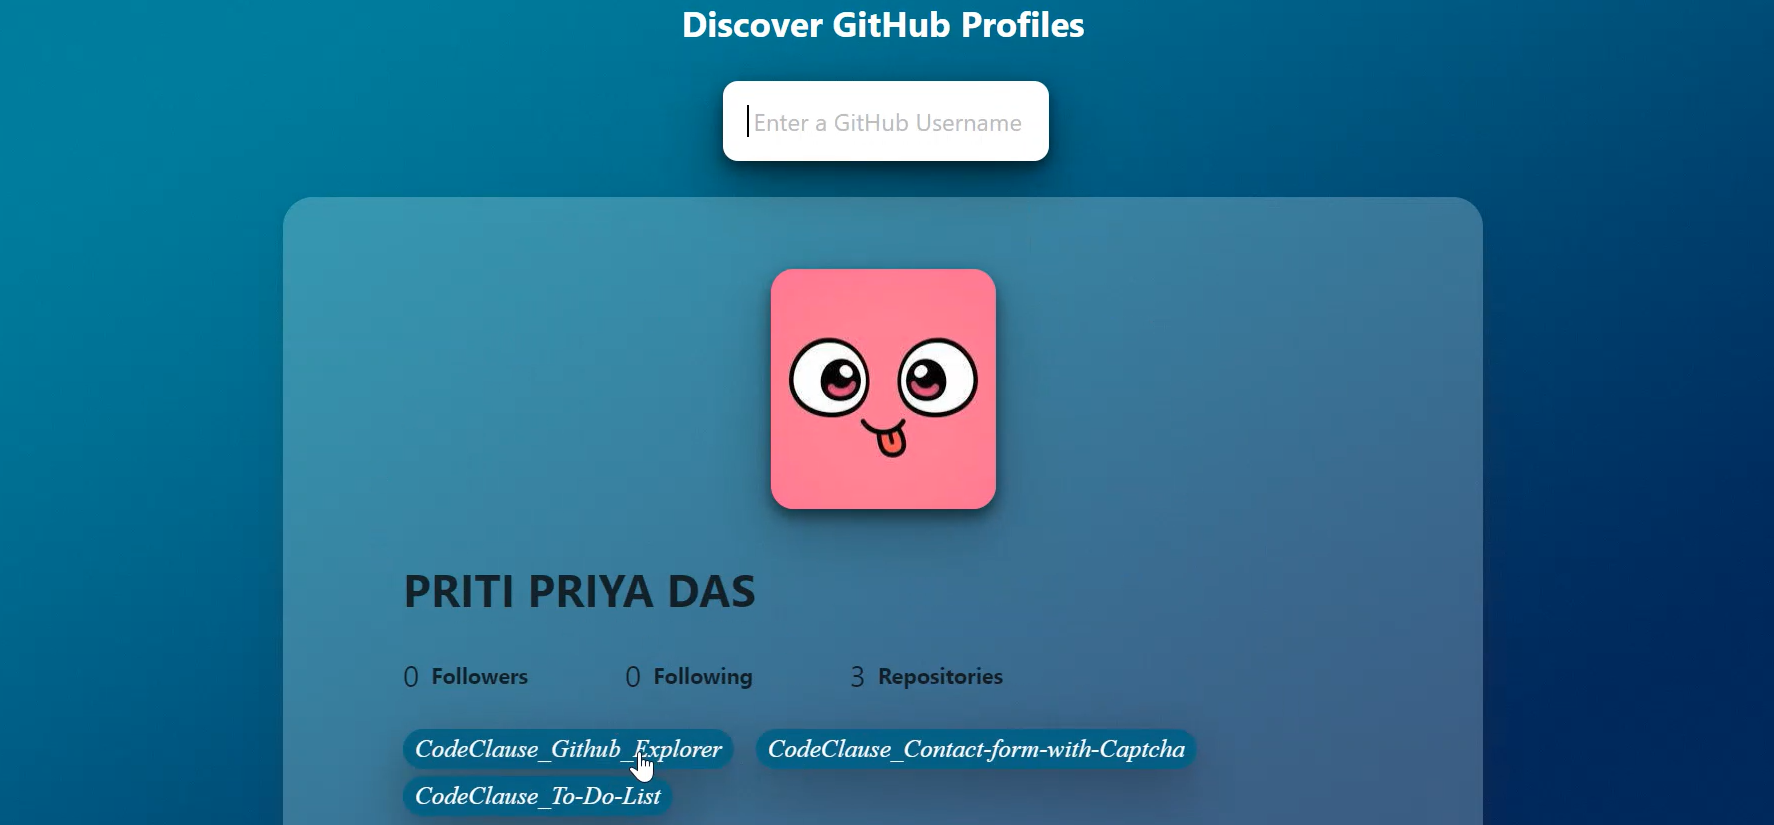 Discover GitHub Profiles
Enter a GitHub Username
PRITI PRIYA DAS
0 Followers 0 Following 3 Repositories
CodeClause_Github_Explorer CodeClause_Contact-form-with-Captcha
CodeClause_To-Do-List